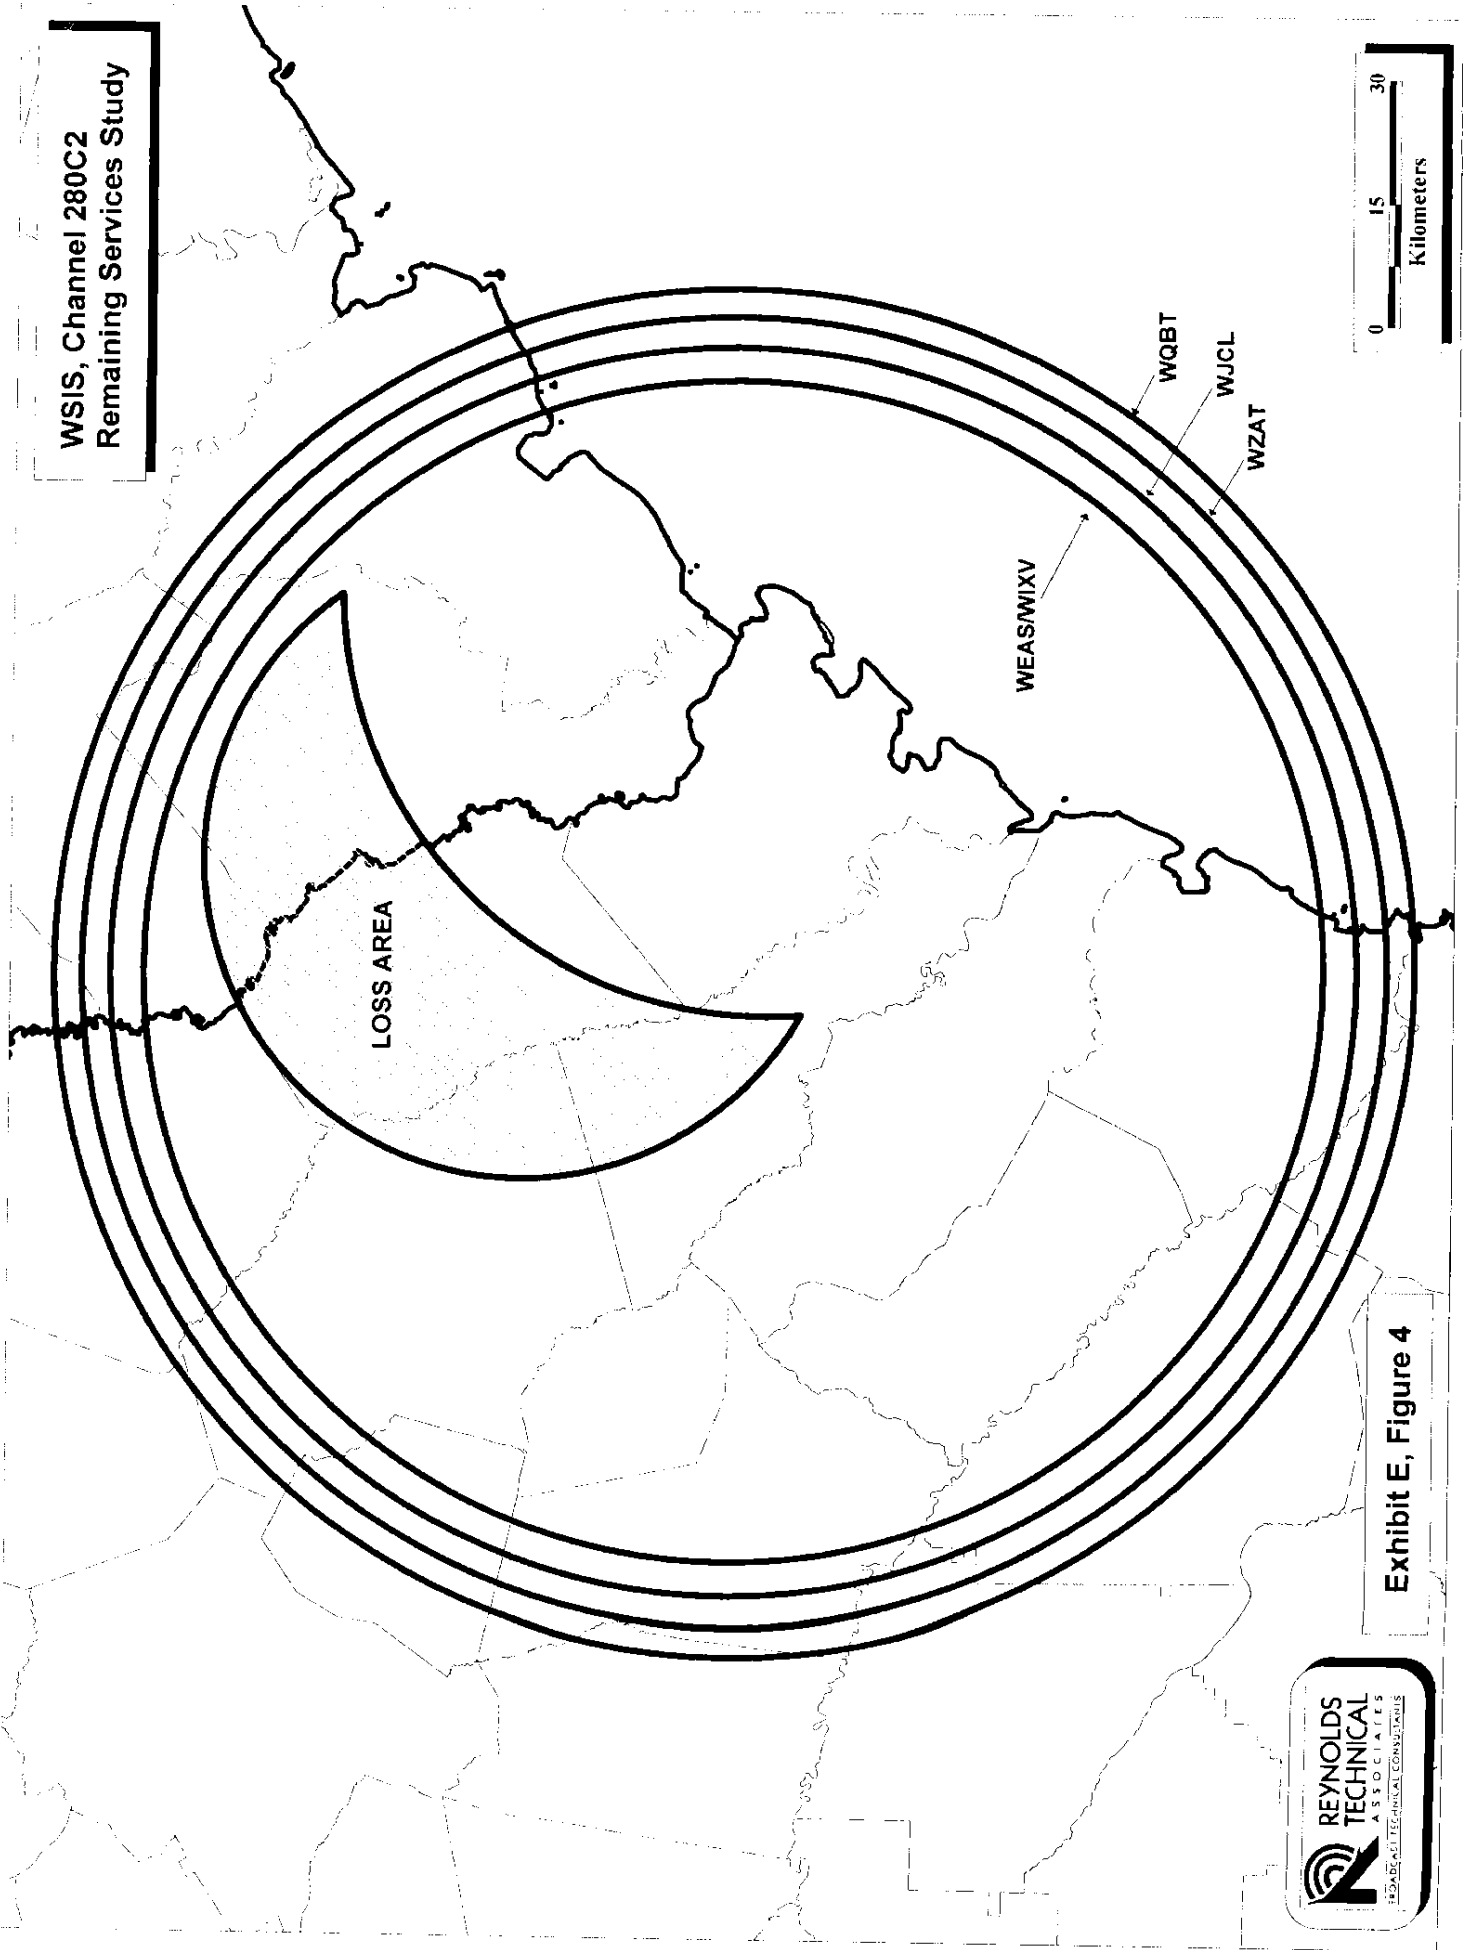 WSIS, Channel 280C2
Remaining Services Study
LOSS AREA
WEAS/WIXV
WQBT
WJCL
WZAT
0 15 30
Kilometers
Exhibit E, Figure 4
REYNOLDS
TECHNICAL
ASSOCIATES
BROADCAST TECHNICAL CONSULTANTS